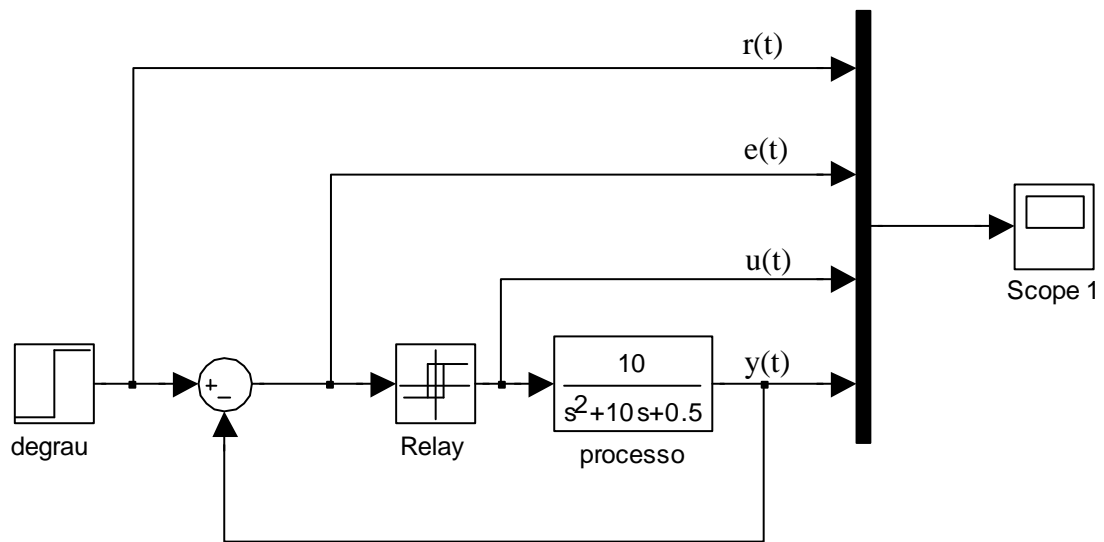 r(t)
e(t)
u(t)
Scope 1
y(t)
+
−
10
s²+10s+0.5
degrau
Relay
processo